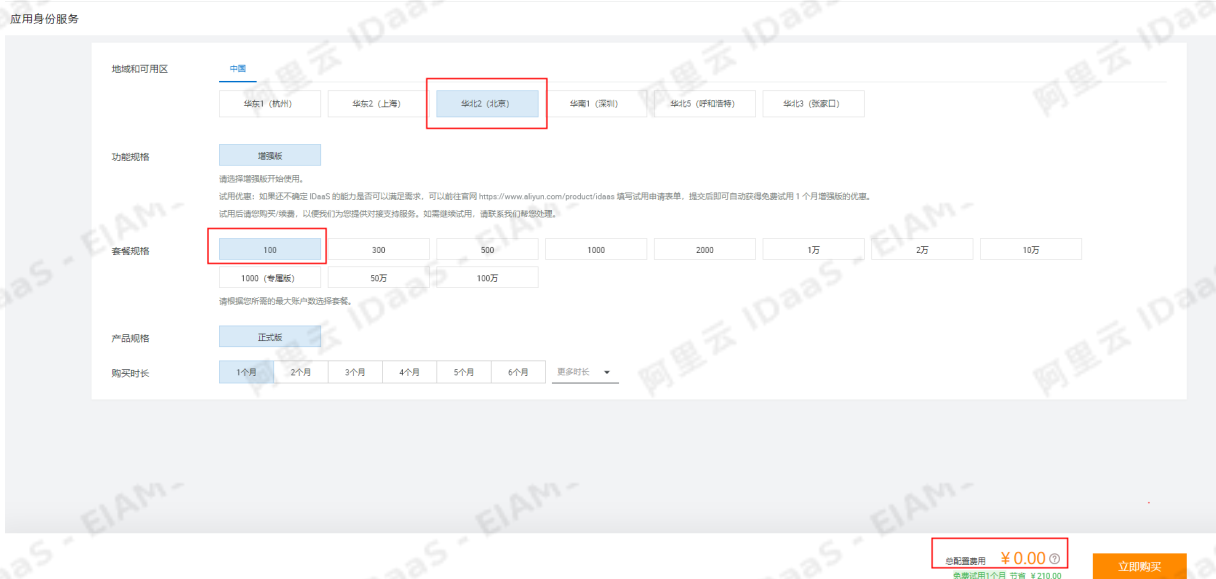 应用身份服务
地域和可用区
中国
华东1（杭州） 华东2（上海） 华北2（北京） 华南1（深圳） 华北5（呼和浩特） 华北3（张家口）
功能规格
增强版
请选择增强版开始使用。
试用优惠：如果还不确定 IDaaS 的能力是否可以满足需求，可以前往官网 https://www.aliyun.com/product/idaas 填写试用申请表单，提交后即可自动获得免费试用 1 个月增强版的优惠。
试用后请您购买/续费，以便我们为您提供对接支持服务。如需继续试用，请联系我们帮您处理。
套餐规格
100 300 500 1000 2000 1万 2万 10万
1000（专属版） 50万 100万
请根据您所需的最大账户数选择套餐。
产品规格
正式版
购买时长
1个月 2个月 3个月 4个月 5个月 6个月 更多时长
总配置费用 ￥0.00
免费试用1个月 节省 ￥210.00
立即购买
阿里云 IDaaS - EIAM-